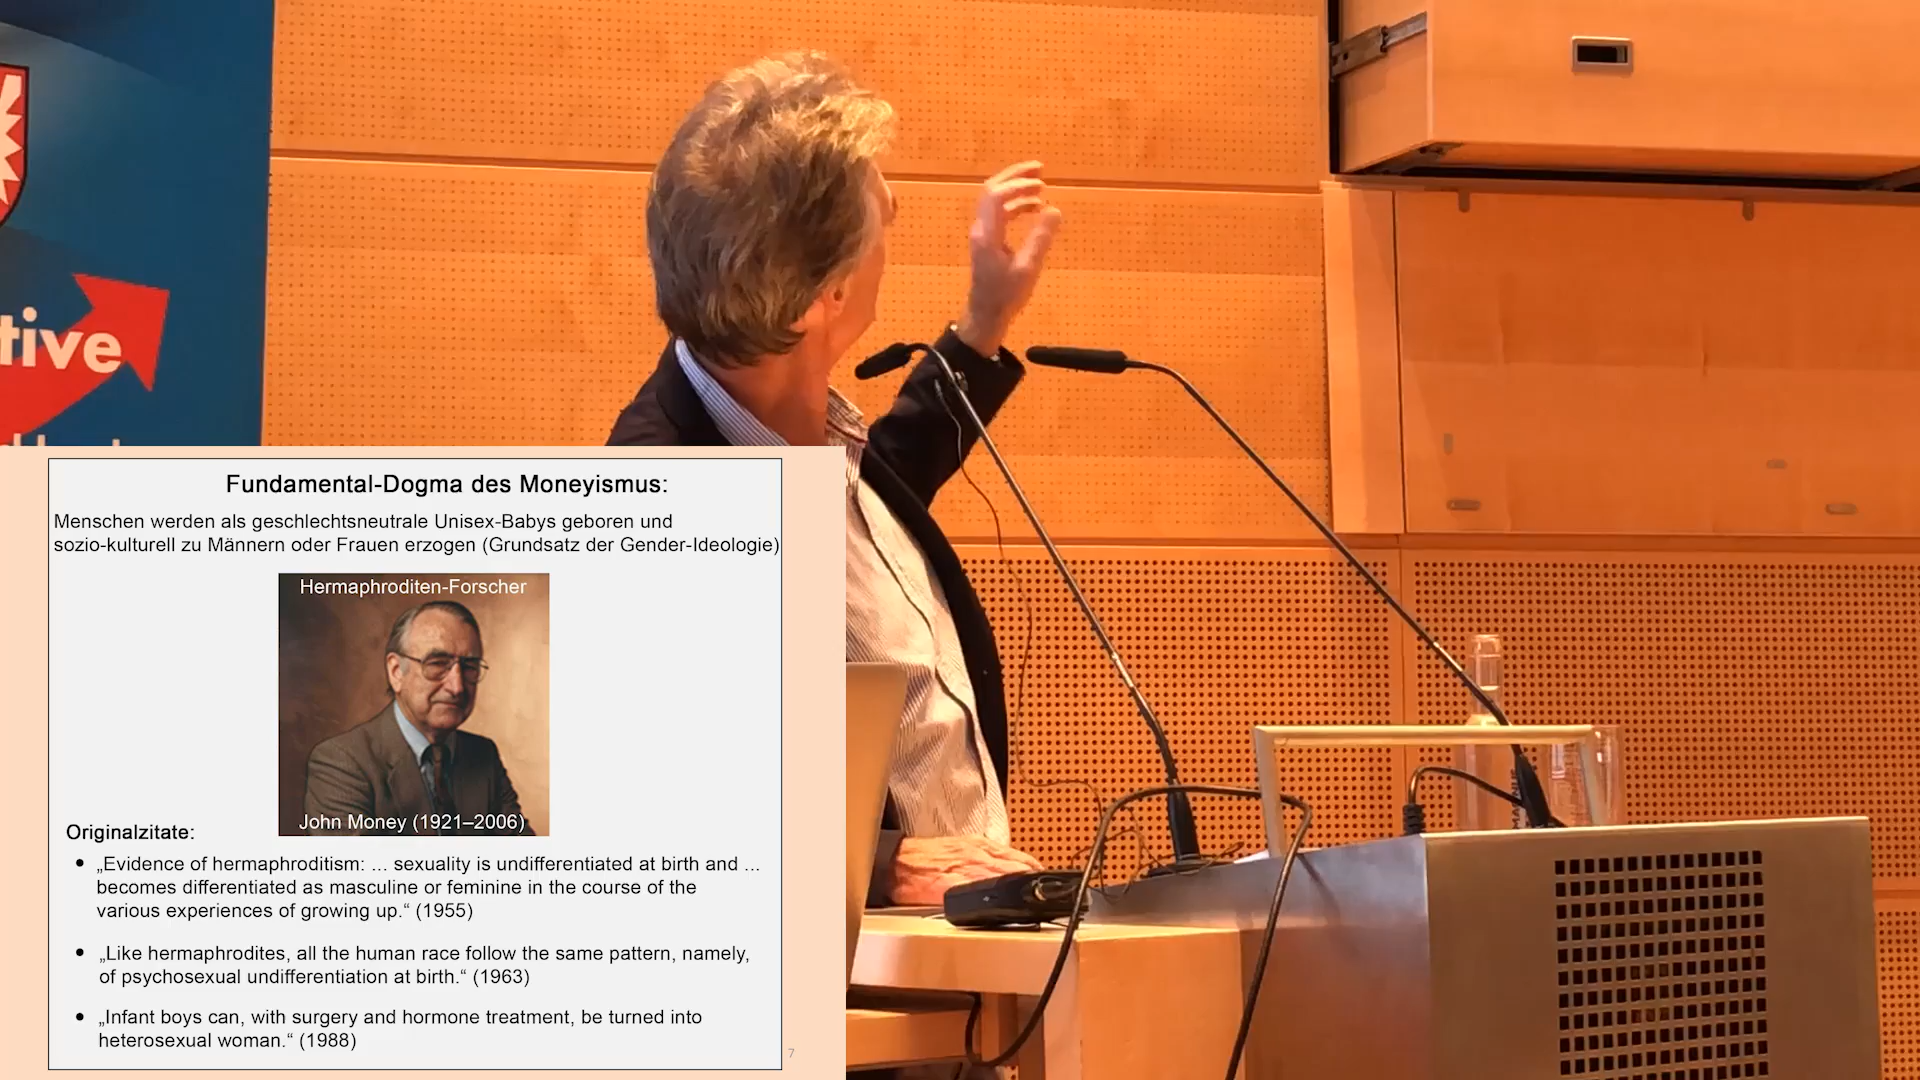 tive
Fundamental-Dogma des Moneyismus:
Menschen werden als geschlechtsneutrale Unisex-Babys geboren und
sozio-kulturell zu Männern oder Frauen erzogen (Grundsatz der Gender-Ideologie)
Hermaphroditen-Forscher
John Money (1921–2006)
Originalzitate:
• „Evidence of hermaphroditism: ... sexuality is undifferentiated at birth and ...
becomes differentiated as masculine or feminine in the course of the
various experiences of growing up.“ (1955)
• „Like hermaphrodites, all the human race follow the same pattern, namely,
of psychosexual undifferentiation at birth.“ (1963)
• „Infant boys can, with surgery and hormone treatment, be turned into
heterosexual woman.“ (1988)
7